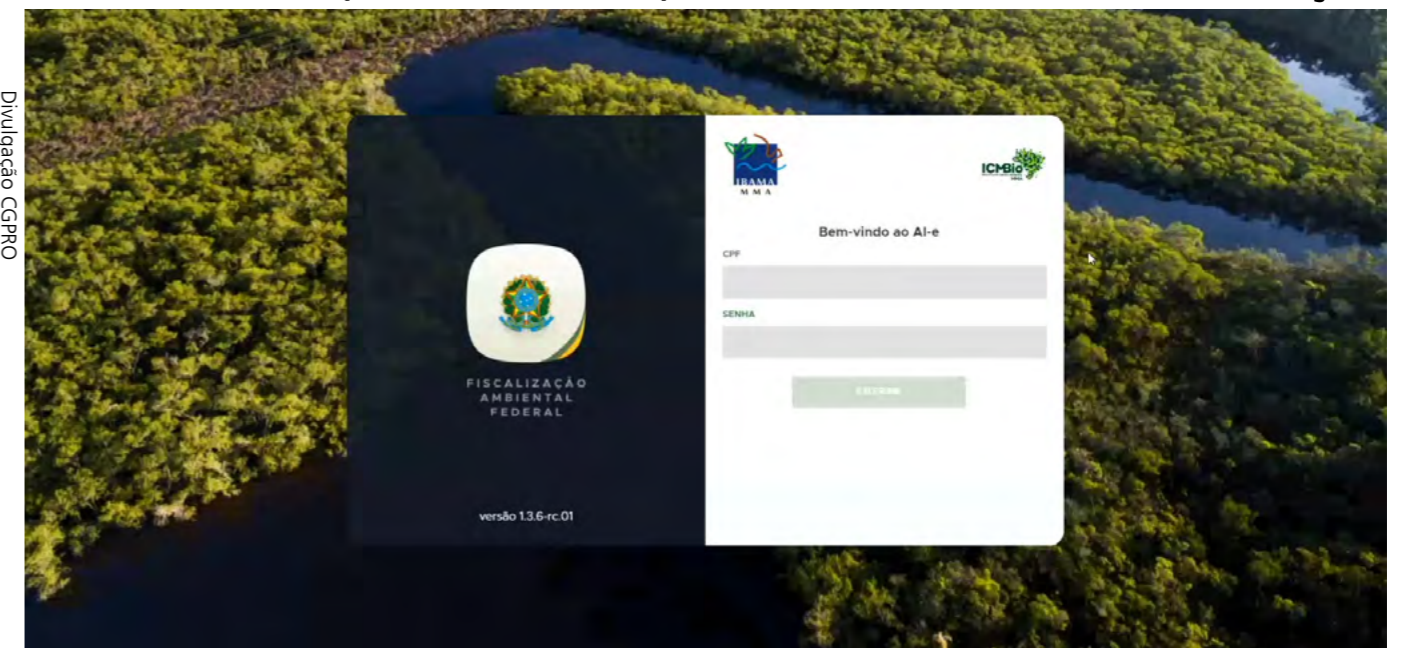 Divulgação CGPRO
IBAMA
M M A
ICMBio
Bem-vindo ao AI-e
CPF
SENHA
FISCALIZAÇÃO
AMBIENTAL
FEDERAL
versão 1.3.6-rc.01